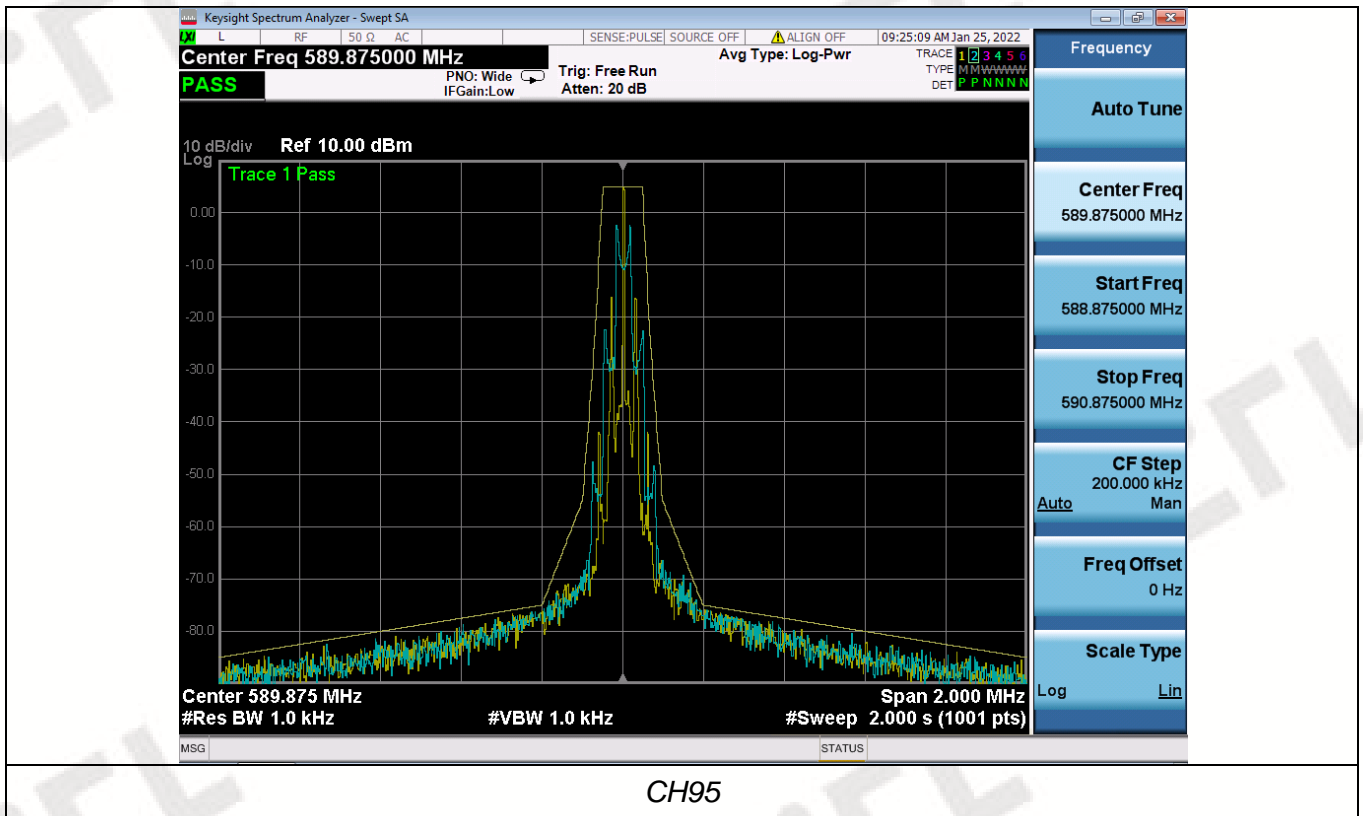 Keysight Spectrum Analyzer - Swept SA
LXI L RF 50 Ω AC SENSE:PULSE SOURCE OFF ALIGN OFF 09:25:09 AM Jan 25, 2022
Center Freq 589.875000 MHz
PASS
PNO: Wide
IFGain:Low
Trig: Free Run
Atten: 20 dB
Avg Type: Log-Pwr
TRACE 1 2 3 4 5 6
TYPE M M W W W W
DET P P N N N N
10 dB/div Ref 10.00 dBm
Log
Trace 1 Pass
0.00
-10.0
-20.0
-30.0
-40.0
-50.0
-60.0
-70.0
-80.0
Center 589.875 MHz Span 2.000 MHz
#Res BW 1.0 kHz #VBW 1.0 kHz #Sweep 2.000 s (1001 pts)
MSG STATUS
Frequency
Auto Tune
Center Freq
589.875000 MHz
Start Freq
588.875000 MHz
Stop Freq
590.875000 MHz
CF Step
200.000 kHz
Auto Man
Freq Offset
0 Hz
Scale Type
Log Lin
CH95